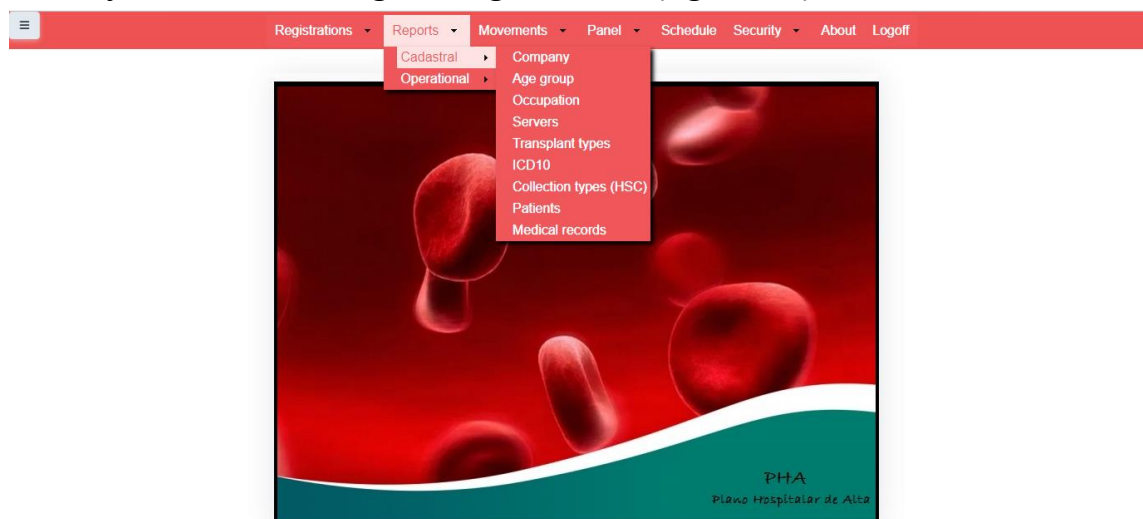 Registrations Reports Movements Panel Schedule Security About Logoff
Cadastral
Operational
Company
Age group
Occupation
Servers
Transplant types
ICD10
Collection types (HSC)
Patients
Medical records
PHA
Plano Hospitalar de Alta